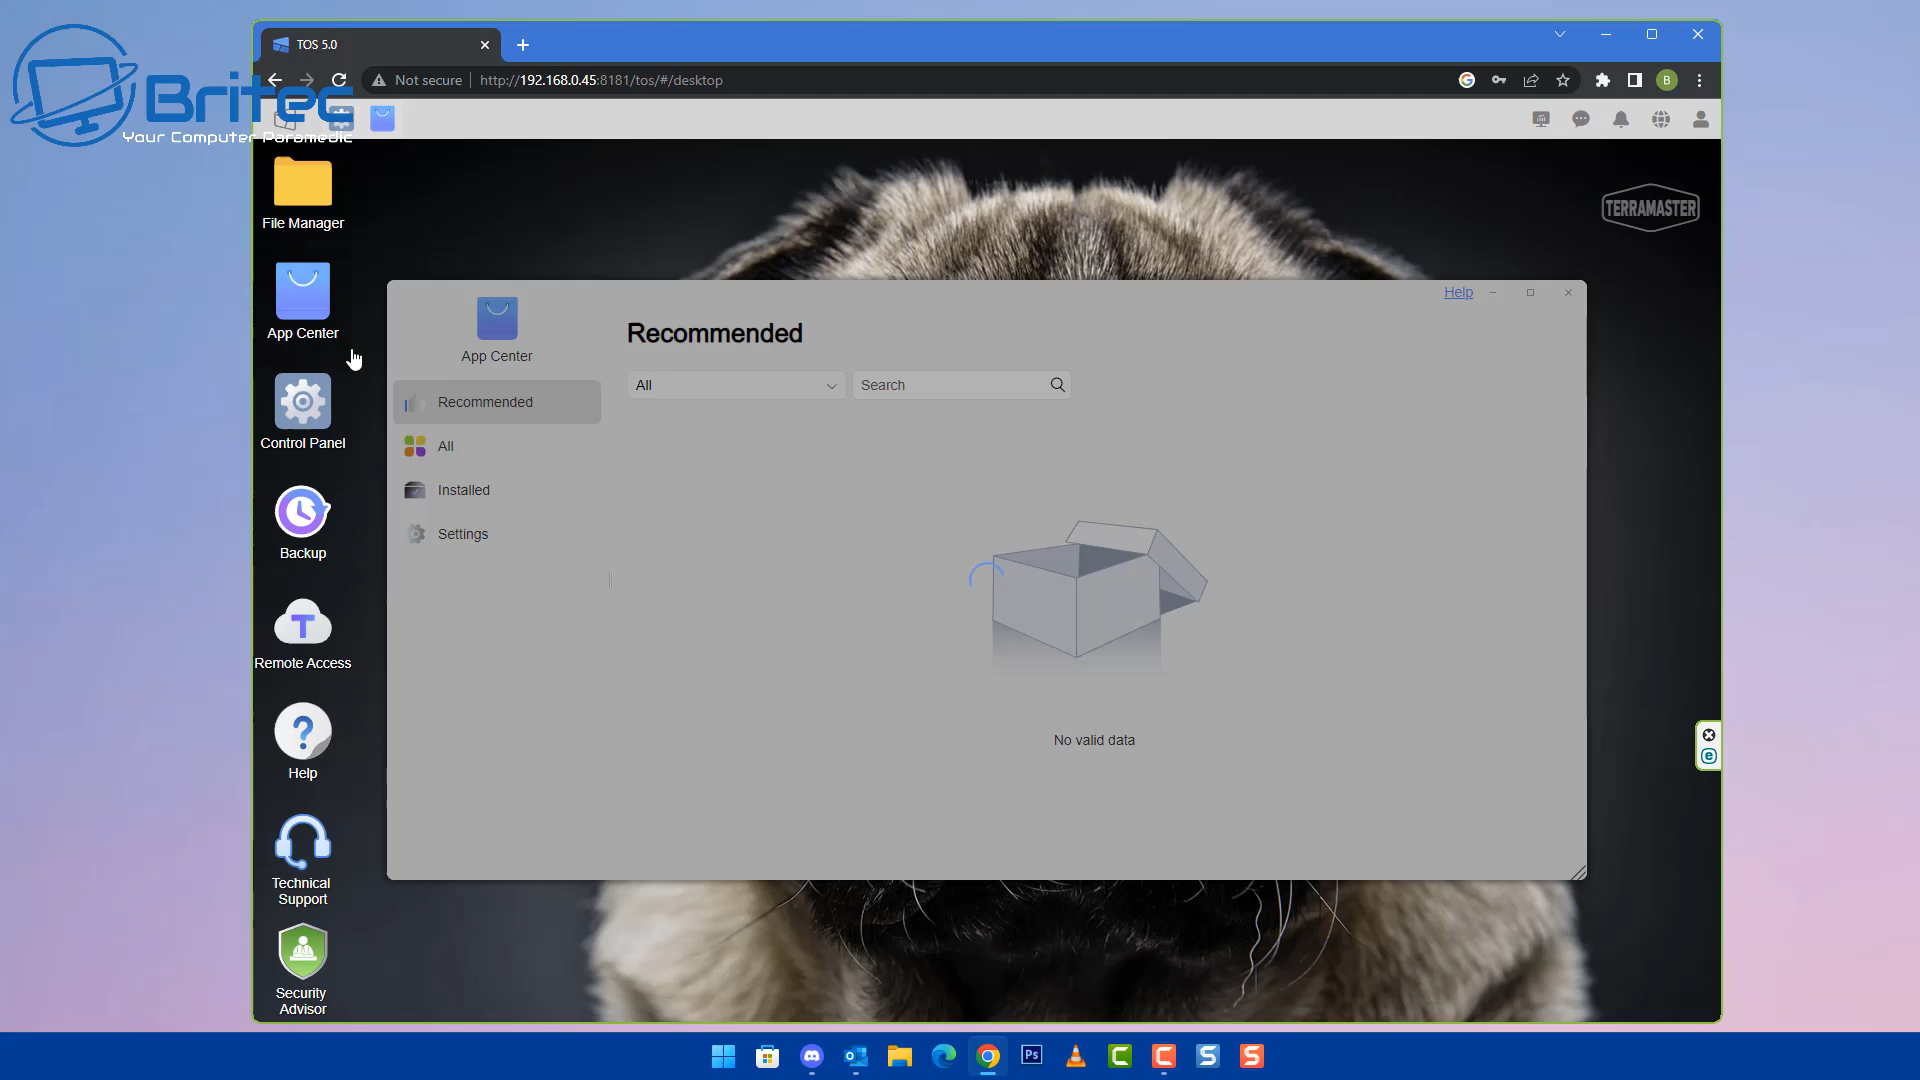 TOS 5.0
Not secure
http://192.168.0.45:8181/tos/#/desktop
B
Britec
Your Computer Paramedic
File Manager
App Center
Control Panel
Backup
T
Remote Access
?
Help
Technical
Support
Security
Advisor
TERRAMASTER
Help
App Center
Recommended
All
Installed
Settings
Recommended
All
Search
No valid data
Ps